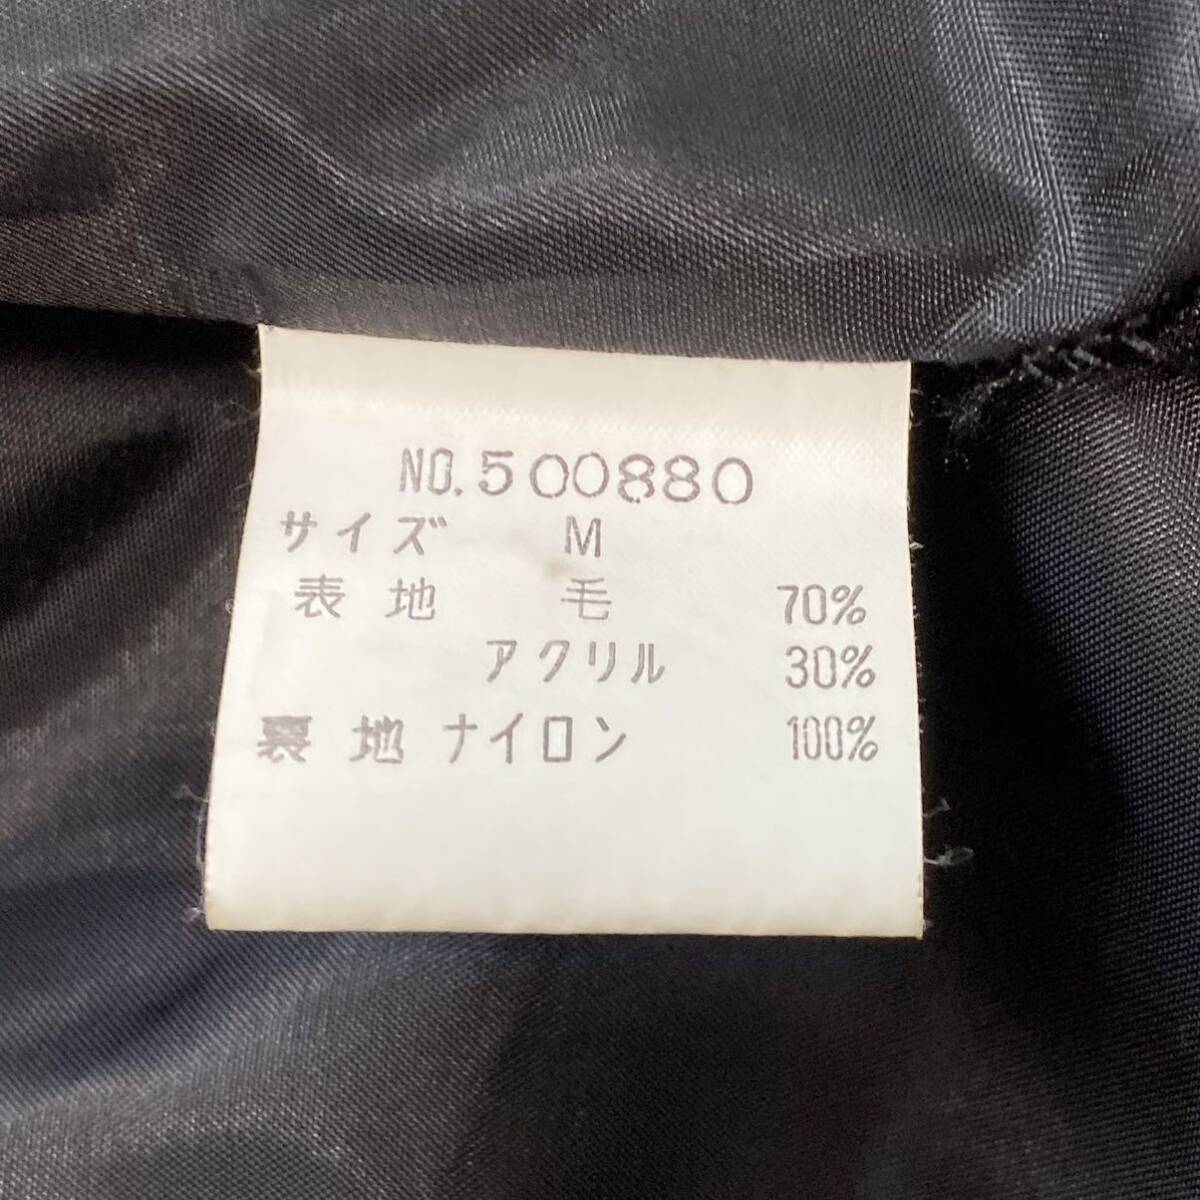 NO.500880
サイズ M
表地 毛 70%
アクリル 30%
裏地 ナイロン 100%